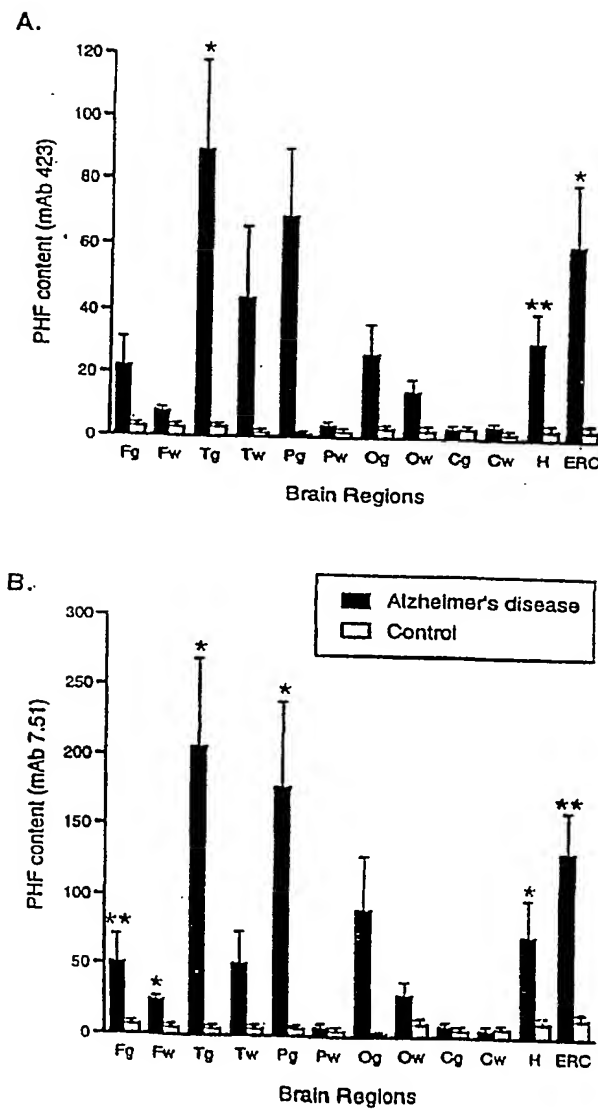 A.
PHF content (mAb 423)
120
100
80
60
40
20
0
*
*
**
Fg Fw Tg Tw Pg Pw Og Ow Cg Cw H ERC
Brain Regions
B.
Alzheimer's disease
Control
PHF content (mAb 7.51)
300
250
200
150
100
50
0
*
*
**
**
*
*
Fg Fw Tg Tw Pg Pw Og Ow Cg Cw H ERC
Brain Regions